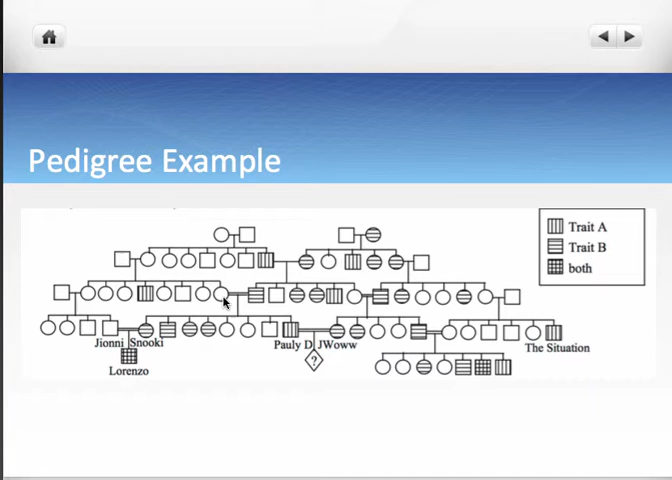 Pedigree Example
Trait A
Trait B
both
Jionni Snooki
Pauly D JWoww
The Situation
?
Lorenzo